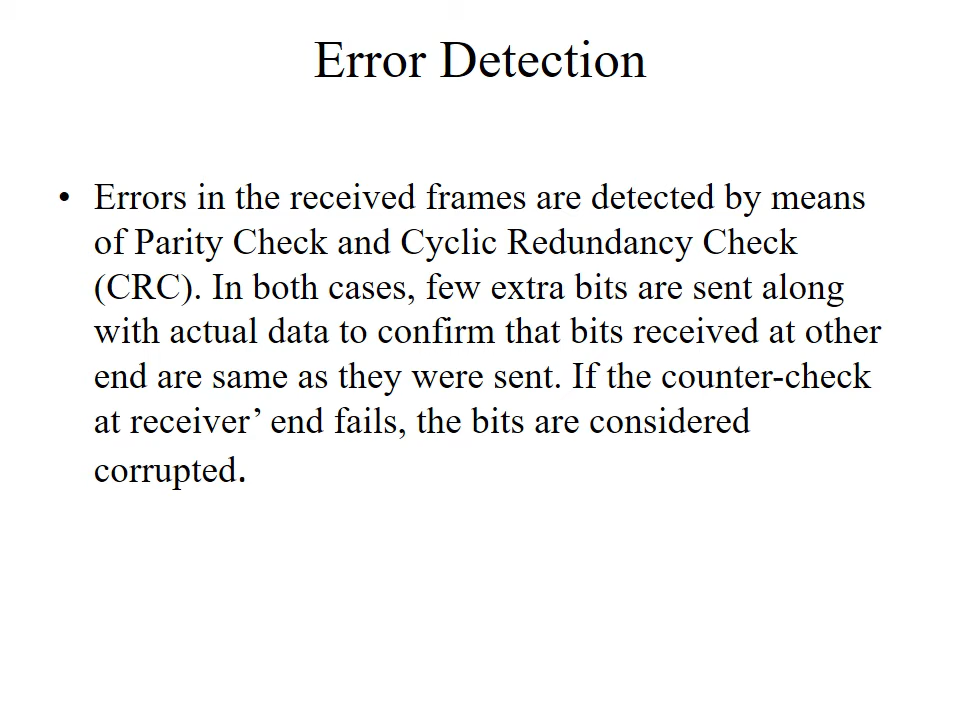 Error Detection
• Errors in the received frames are detected by means
of Parity Check and Cyclic Redundancy Check
(CRC). In both cases, few extra bits are sent along
with actual data to confirm that bits received at other
end are same as they were sent. If the counter-check
at receiver’ end fails, the bits are considered
corrupted.